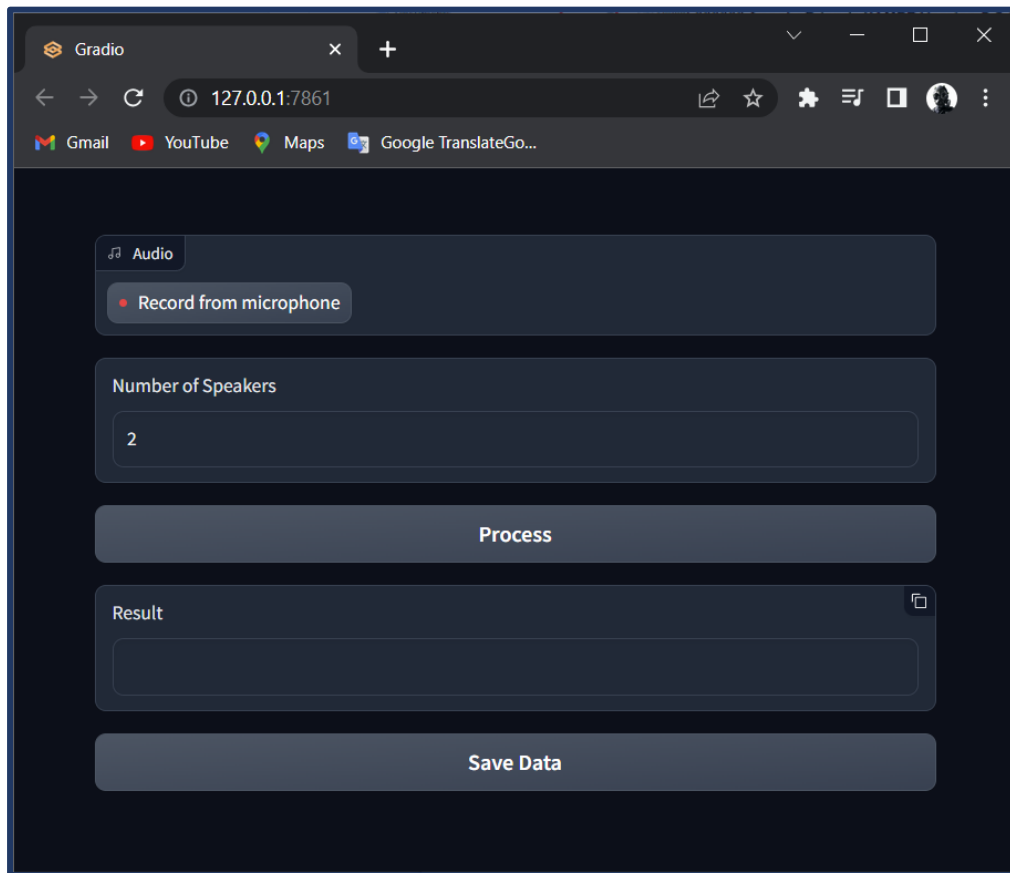 Gradio
127.0.0.1:7861
Gmail YouTube Maps Google TranslateGo...
Audio
Record from microphone
Number of Speakers
2
Process
Result
Save Data